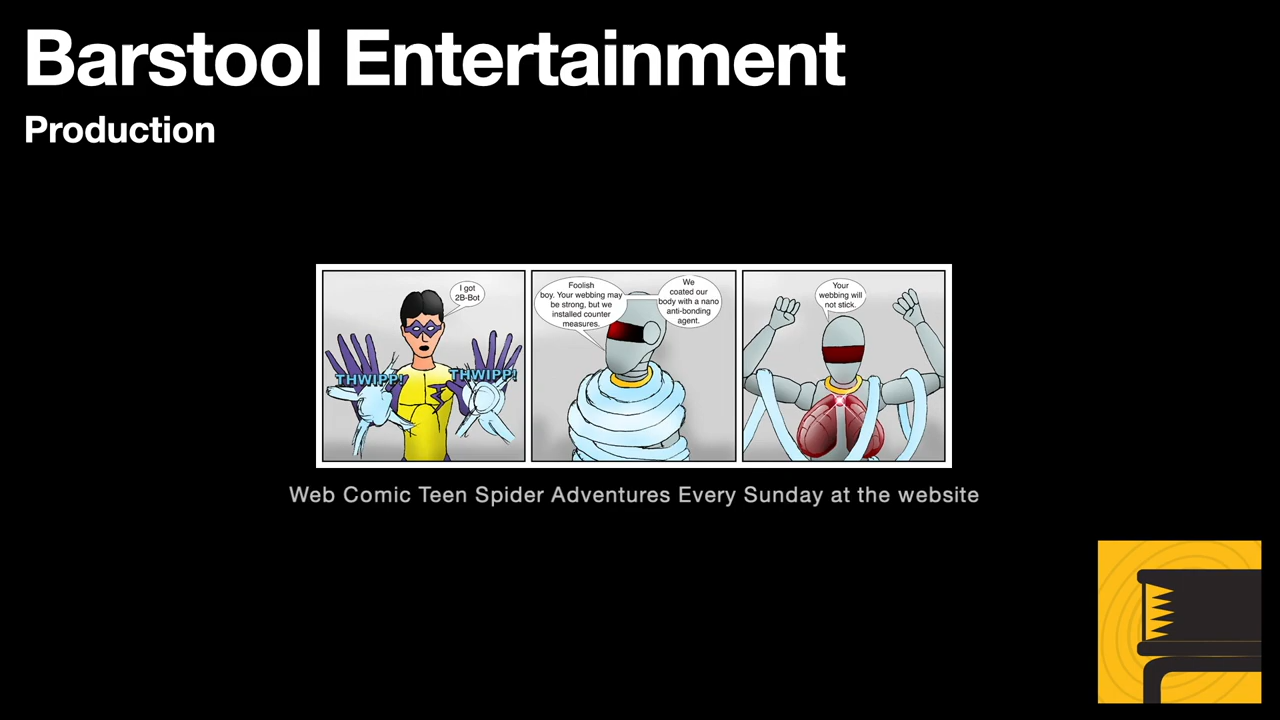 Barstool Entertainment
Production
I got
2B-Bot
THWIPP!
THWIPP!
Foolish
boy. Your webbing may
be strong, but we
installed counter
measures.
We
coated our
body with a nano
anti-bonding
agent.
Your
webbing will
not stick.
Web Comic Teen Spider Adventures Every Sunday at the website